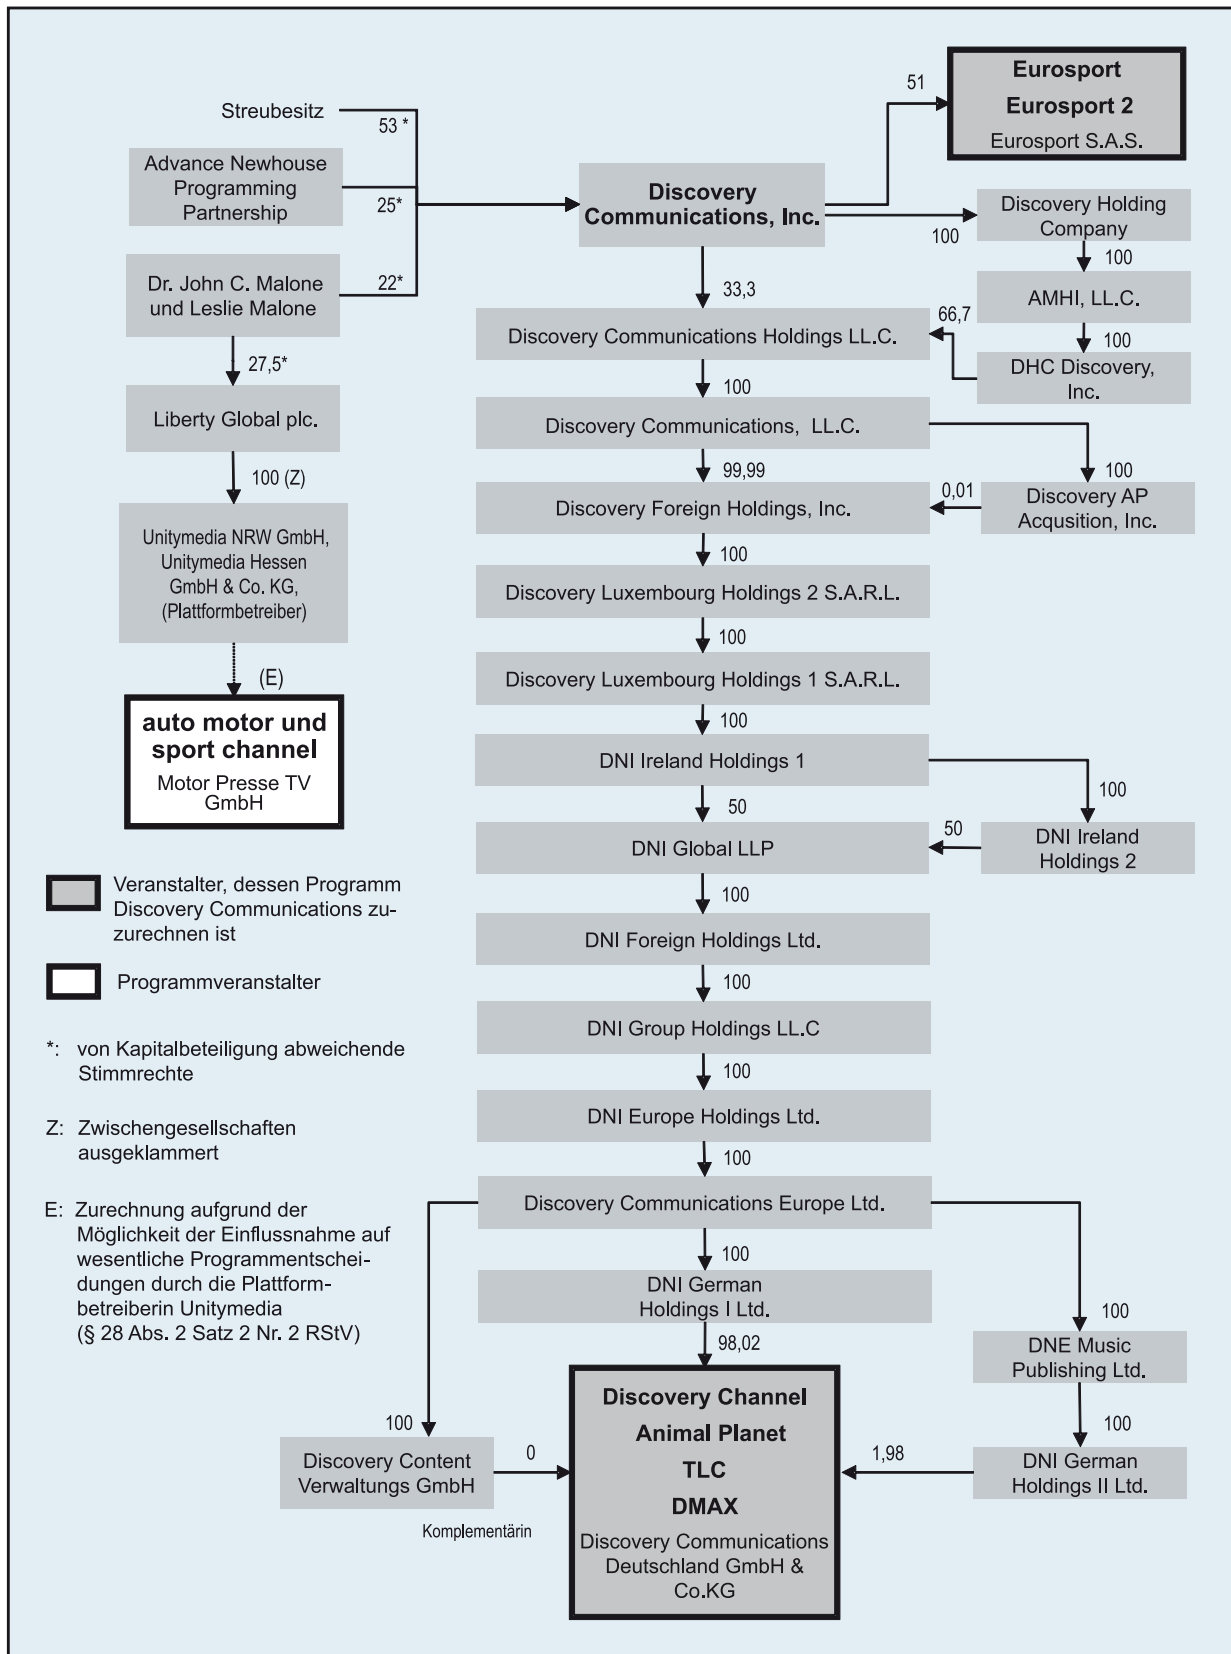 Streubesitz
53 *
Advance Newhouse
Programming
Partnership
25*
Dr. John C. Malone
und Leslie Malone
22*
27,5*
Liberty Global plc.
100 (Z)
Unitymedia NRW GmbH,
Unitymedia Hessen
GmbH & Co. KG,
(Plattformbetreiber)
(E)
auto motor und
sport channel
Motor Presse TV
GmbH
Discovery
Communications, Inc.
51
Eurosport
Eurosport 2
Eurosport S.A.S.
100
Discovery Holding
Company
100
AMHI, LL.C.
100
DHC Discovery,
Inc.
66,7
33,3
Discovery Communications Holdings LL.C.
100
Discovery Communications, LL.C.
100
Discovery AP
Acqusition, Inc.
0,01
99,99
Discovery Foreign Holdings, Inc.
100
Discovery Luxembourg Holdings 2 S.A.R.L.
100
Discovery Luxembourg Holdings 1 S.A.R.L.
100
DNI Ireland Holdings 1
100
DNI Ireland
Holdings 2
50
50
DNI Global LLP
100
DNI Foreign Holdings Ltd.
100
DNI Group Holdings LL.C
100
DNI Europe Holdings Ltd.
100
Discovery Communications Europe Ltd.
100
DNI German
Holdings I Ltd.
98,02
100
DNE Music
Publishing Ltd.
100
DNI German
Holdings II Ltd.
1,98
100
Discovery Content
Verwaltungs GmbH
0
Komplementärin
Discovery Channel
Animal Planet
TLC
DMAX
Discovery Communications
Deutschland GmbH &
Co.KG
Veranstalter, dessen Programm
Discovery Communications zu-
zurechnen ist
Programmveranstalter
*: von Kapitalbeteiligung abweichende
Stimmrechte
Z: Zwischengesellschaften
ausgeklammert
E: Zurechnung aufgrund der
Möglichkeit der Einflussnahme auf
wesentliche Programmentschei-
dungen durch die Plattform-
betreiberin Unitymedia
(§ 28 Abs. 2 Satz 2 Nr. 2 RStV)